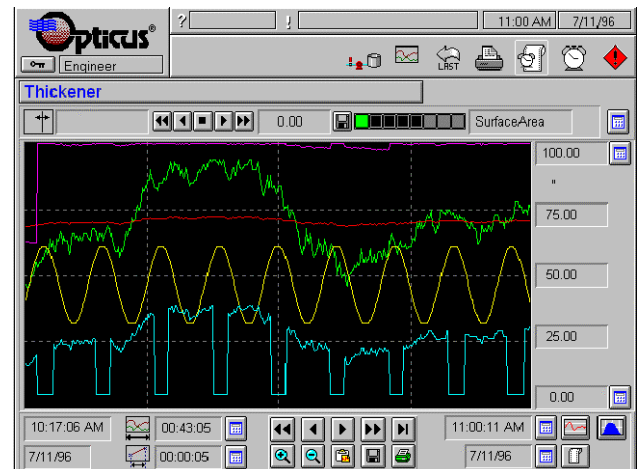 Opticus®
?
!
11:00 AM 7/11/96
Engineer
LAST
Thickener
0.00
SurfaceArea
100.00
"
75.00
50.00
25.00
0.00
10:17:06 AM 00:43:05 11:00:11 AM
7/11/96 00:00:05 7/11/96